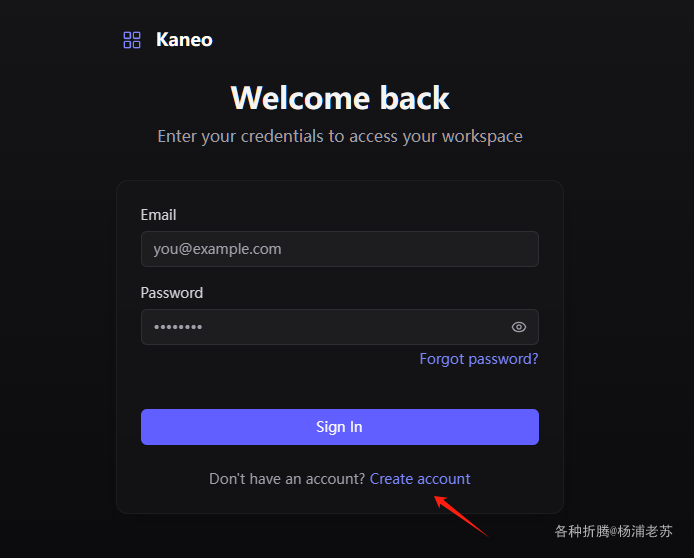 Kaneo
Welcome back
Enter your credentials to access your workspace
Email
you@example.com
Password
••••••••
Forgot password?
Sign In
Don't have an account? Create account
各种折腾@杨浦老苏